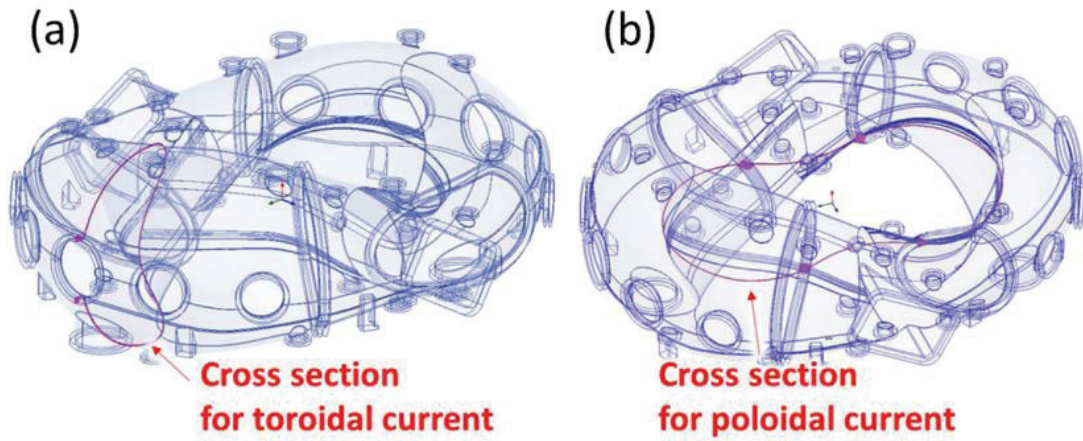 (a)
(b)
Cross section
for toroidal current
Cross section
for poloidal current